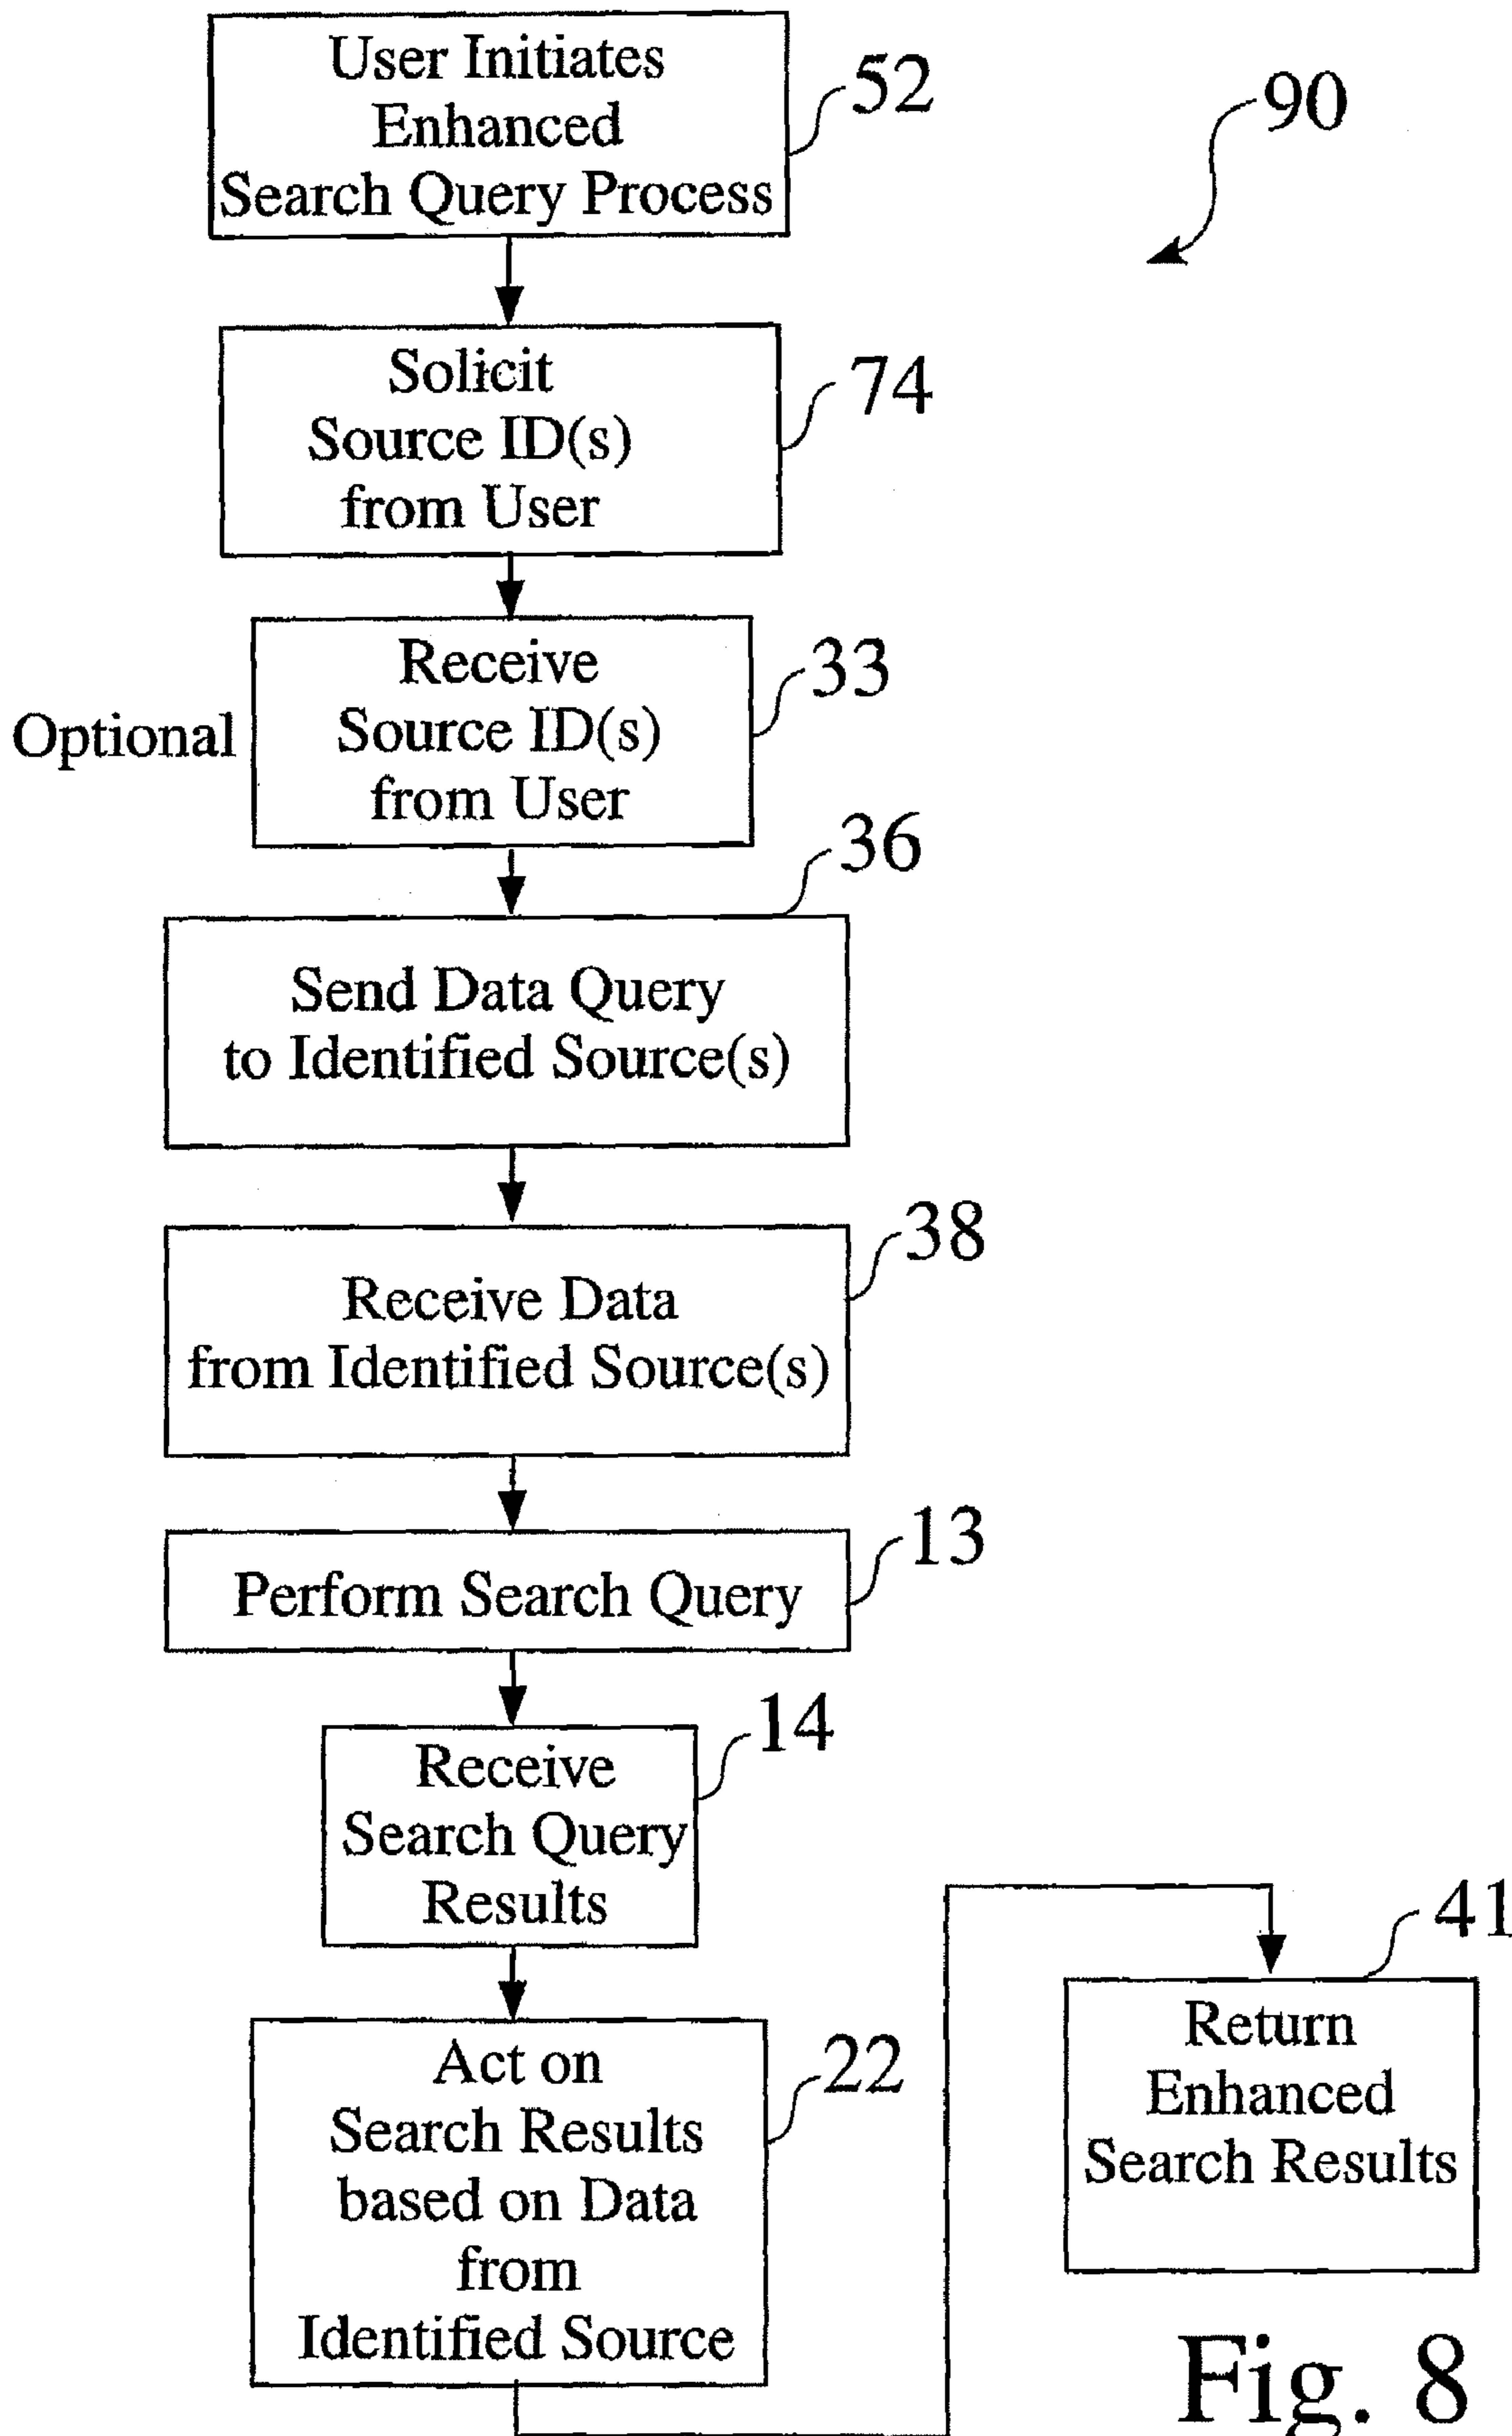 User Initiates
Enhanced
Search Query Process
52
90
Solicit
Source ID(s)
from User
74
Optional
Receive
Source ID(s)
from User
33
36
Send Data Query
to Identified Source(s)
38
Receive Data
from Identified Source(s)
13
Perform Search Query
14
Receive
Search Query
Results
22
Act on
Search Results
based on Data
from
Identified Source
41
Return
Enhanced
Search Results
Fig. 8